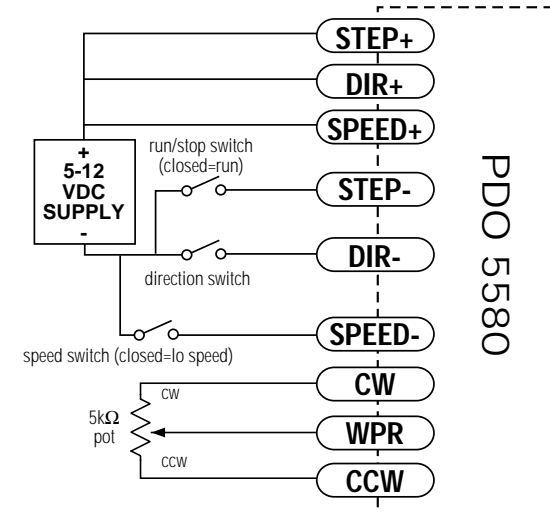 STEP+
DIR+
SPEED+
+
5-12
VDC
SUPPLY
-
run/stop switch
(closed=run)
STEP-
DIR-
direction switch
SPEED-
speed switch (closed=lo speed)
CW
CW
5kΩ
pot
WPR
CCW
CCW
PDO 5580